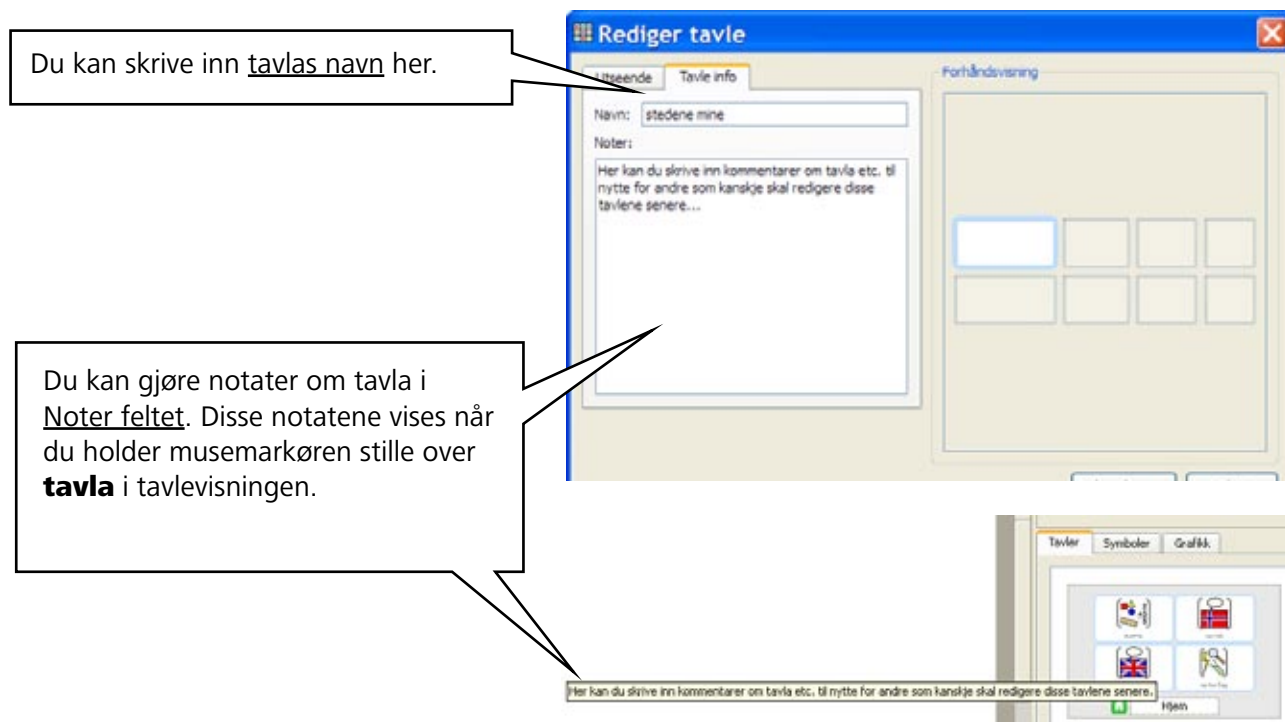 Du kan skrive inn tavlas navn her.
Rediger tavle
Utseende
Tavle info
Navn:
stedene mine
Noter:
Her kan du skrive inn kommentarer om tavla etc. til
nytte for andre som kanskje skal redigere disse
tavlene senere...
Forhåndsvisning
Du kan gjøre notater om tavla i
Noter feltet. Disse notatene vises når
du holder musemarkøren stille over
tavla i tavlevisningen.
Tavler
Symboler
Grafikk
Her kan du skrive inn kommentarer om tavla etc. til nytte for andre som kanskje skal redigere disse tavlene senere.
Hjem